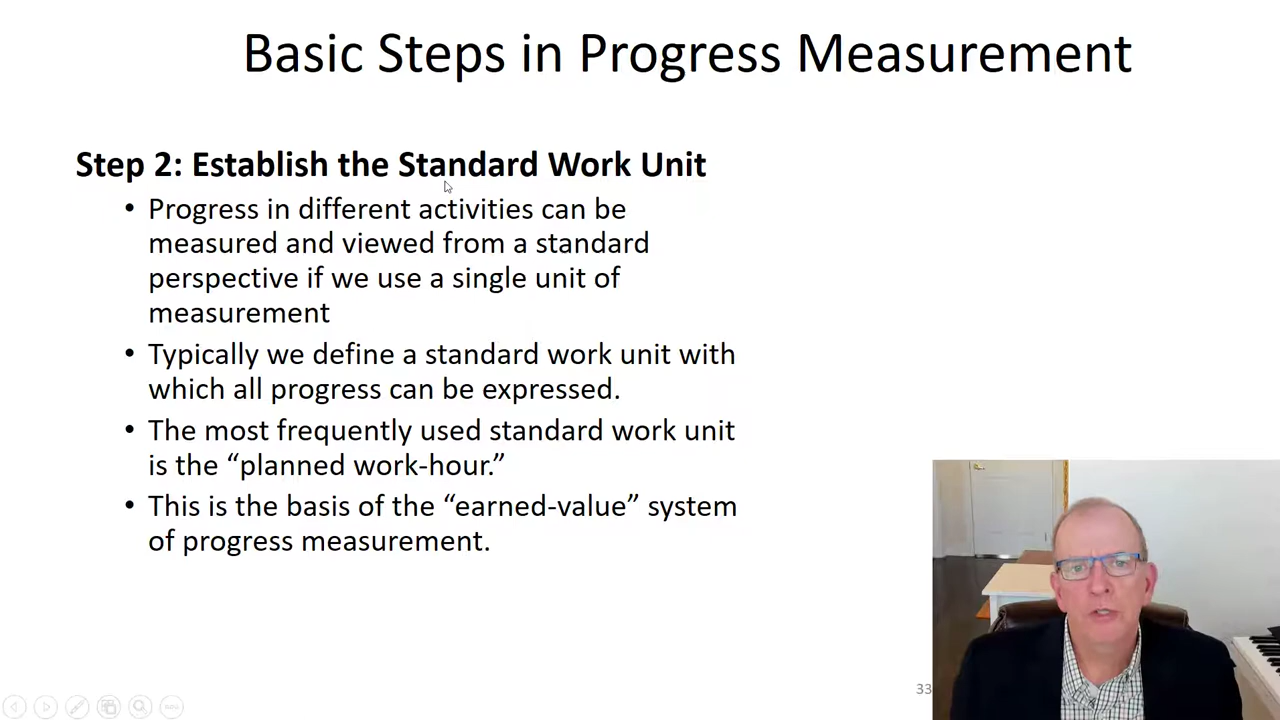 Basic Steps in Progress Measurement
Step 2: Establish the Standard Work Unit
• Progress in different activities can be
measured and viewed from a standard
perspective if we use a single unit of
measurement
• Typically we define a standard work unit with
which all progress can be expressed.
• The most frequently used standard work unit
is the “planned work-hour.”
• This is the basis of the “earned-value” system
of progress measurement.
33